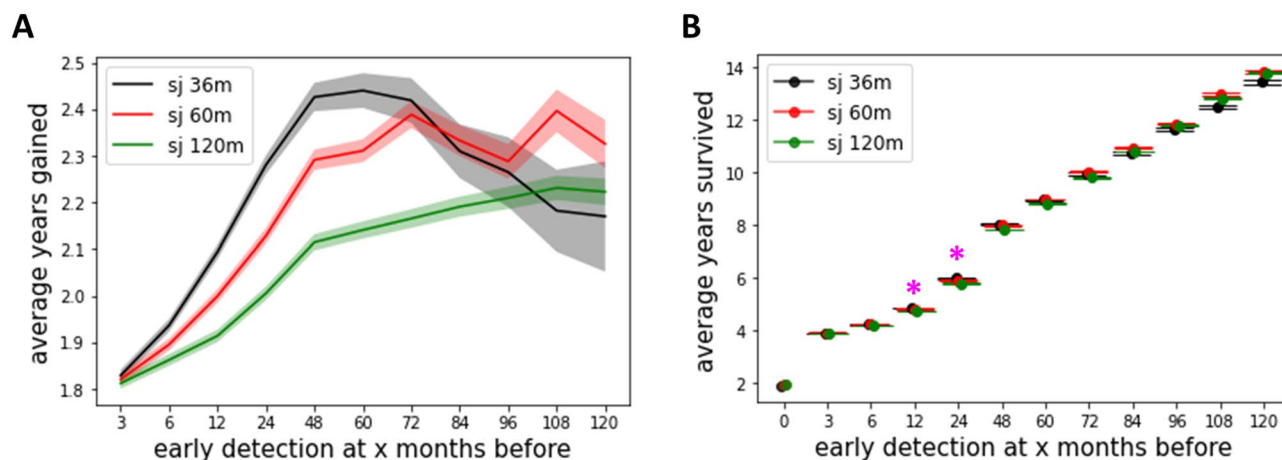 A
B
average years gained
2.5
2.4
2.3
2.2
2.1
2.0
1.9
1.8
sj 36m
sj 60m
sj 120m
3 6 12 24 48 60 72 84 96 108 120
early detection at x months before
average years survived
14
12
10
8
6
4
2
sj 36m
sj 60m
sj 120m
*
*
0 3 6 12 24 48 60 72 84 96 108 120
early detection at x months before